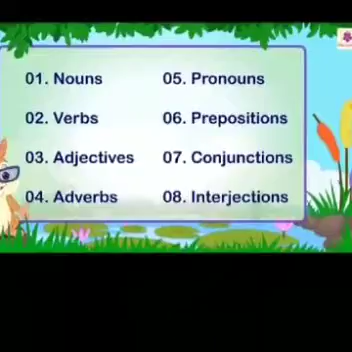 01. Nouns
02. Verbs
03. Adjectives
04. Adverbs
05. Pronouns
06. Prepositions
07. Conjunctions
08. Interjections